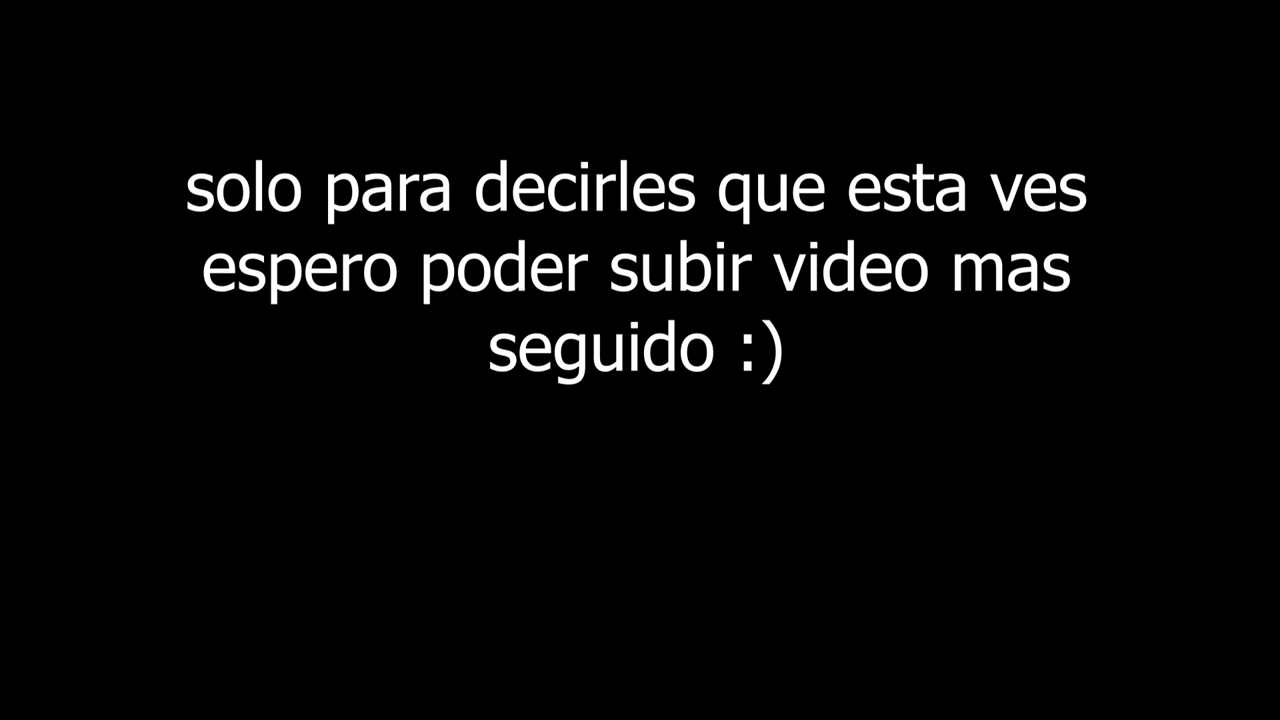 solo para decirles que esta ves
espero poder subir video mas
seguido :)